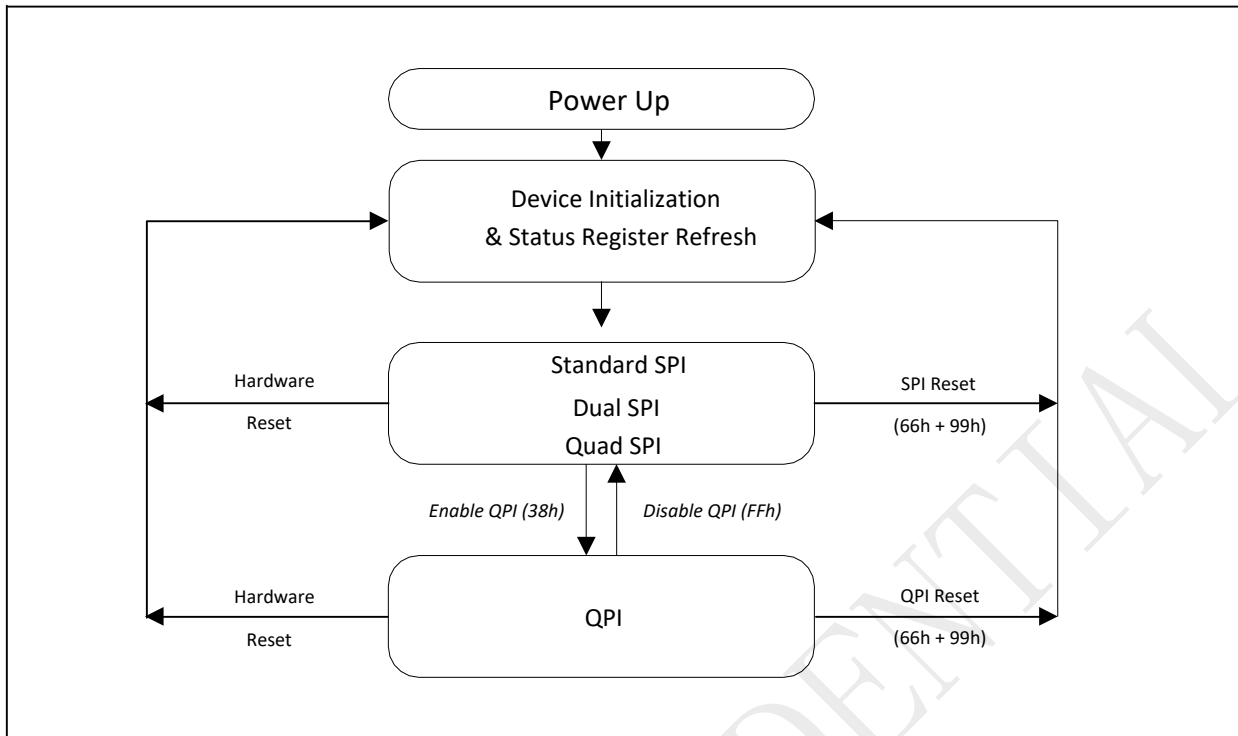 Power Up
Device Initialization
& Status Register Refresh
Standard SPI
Dual SPI
Quad SPI
Hardware
Reset
SPI Reset
(66h + 99h)
Enable QPI (38h)
Disable QPI (FFh)
QPI
Hardware
Reset
QPI Reset
(66h + 99h)
DENTIAI